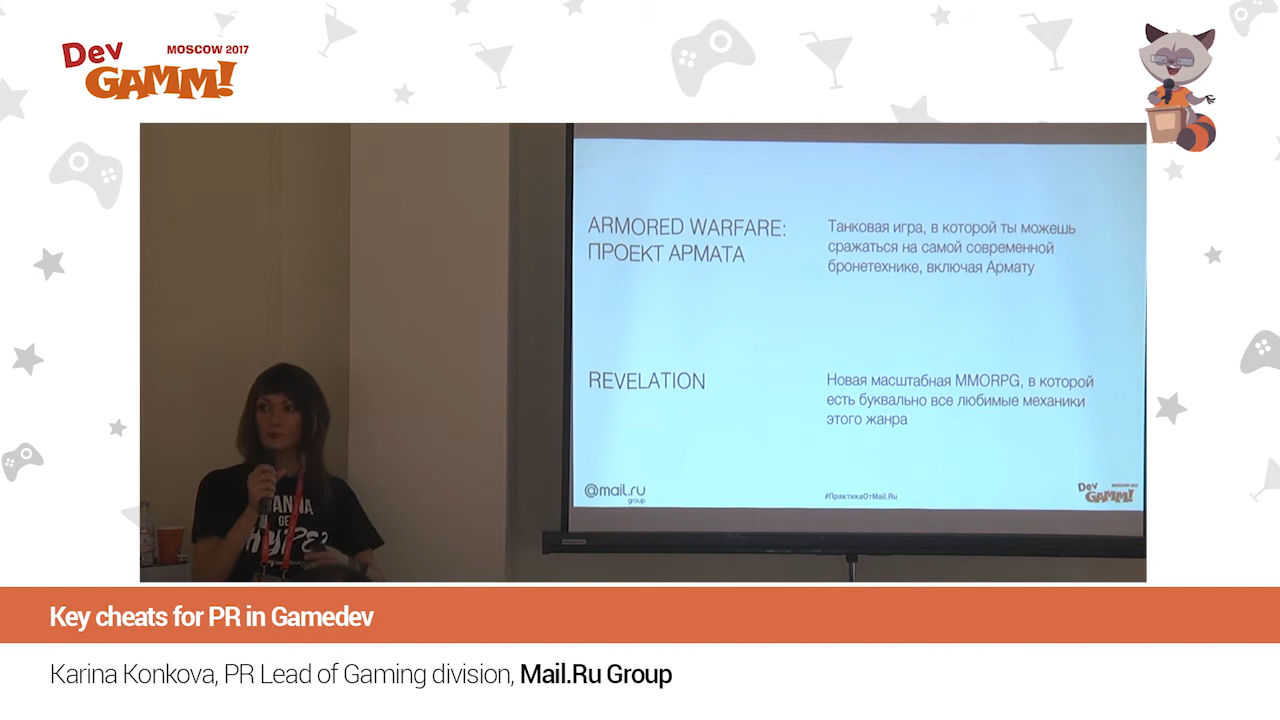 Dev
GAMM!
MOSCOW 2017
ARMORED WARFARE:
ПРОЕКТ АРМАТА
Танковая игра, в которой ты можешь
сражаться на самой современной
бронетехнике, включая Армату
REVELATION
Новая масштабная MMORPG, в которой
есть буквально все любимые механики
этого жанра
@mail.ru
group
#ПрактикаОтMail.Ru
Dev
GAMM!
HYPE?
Key cheats for PR in Gamedev
Karina Konkova, PR Lead of Gaming division, Mail.Ru Group